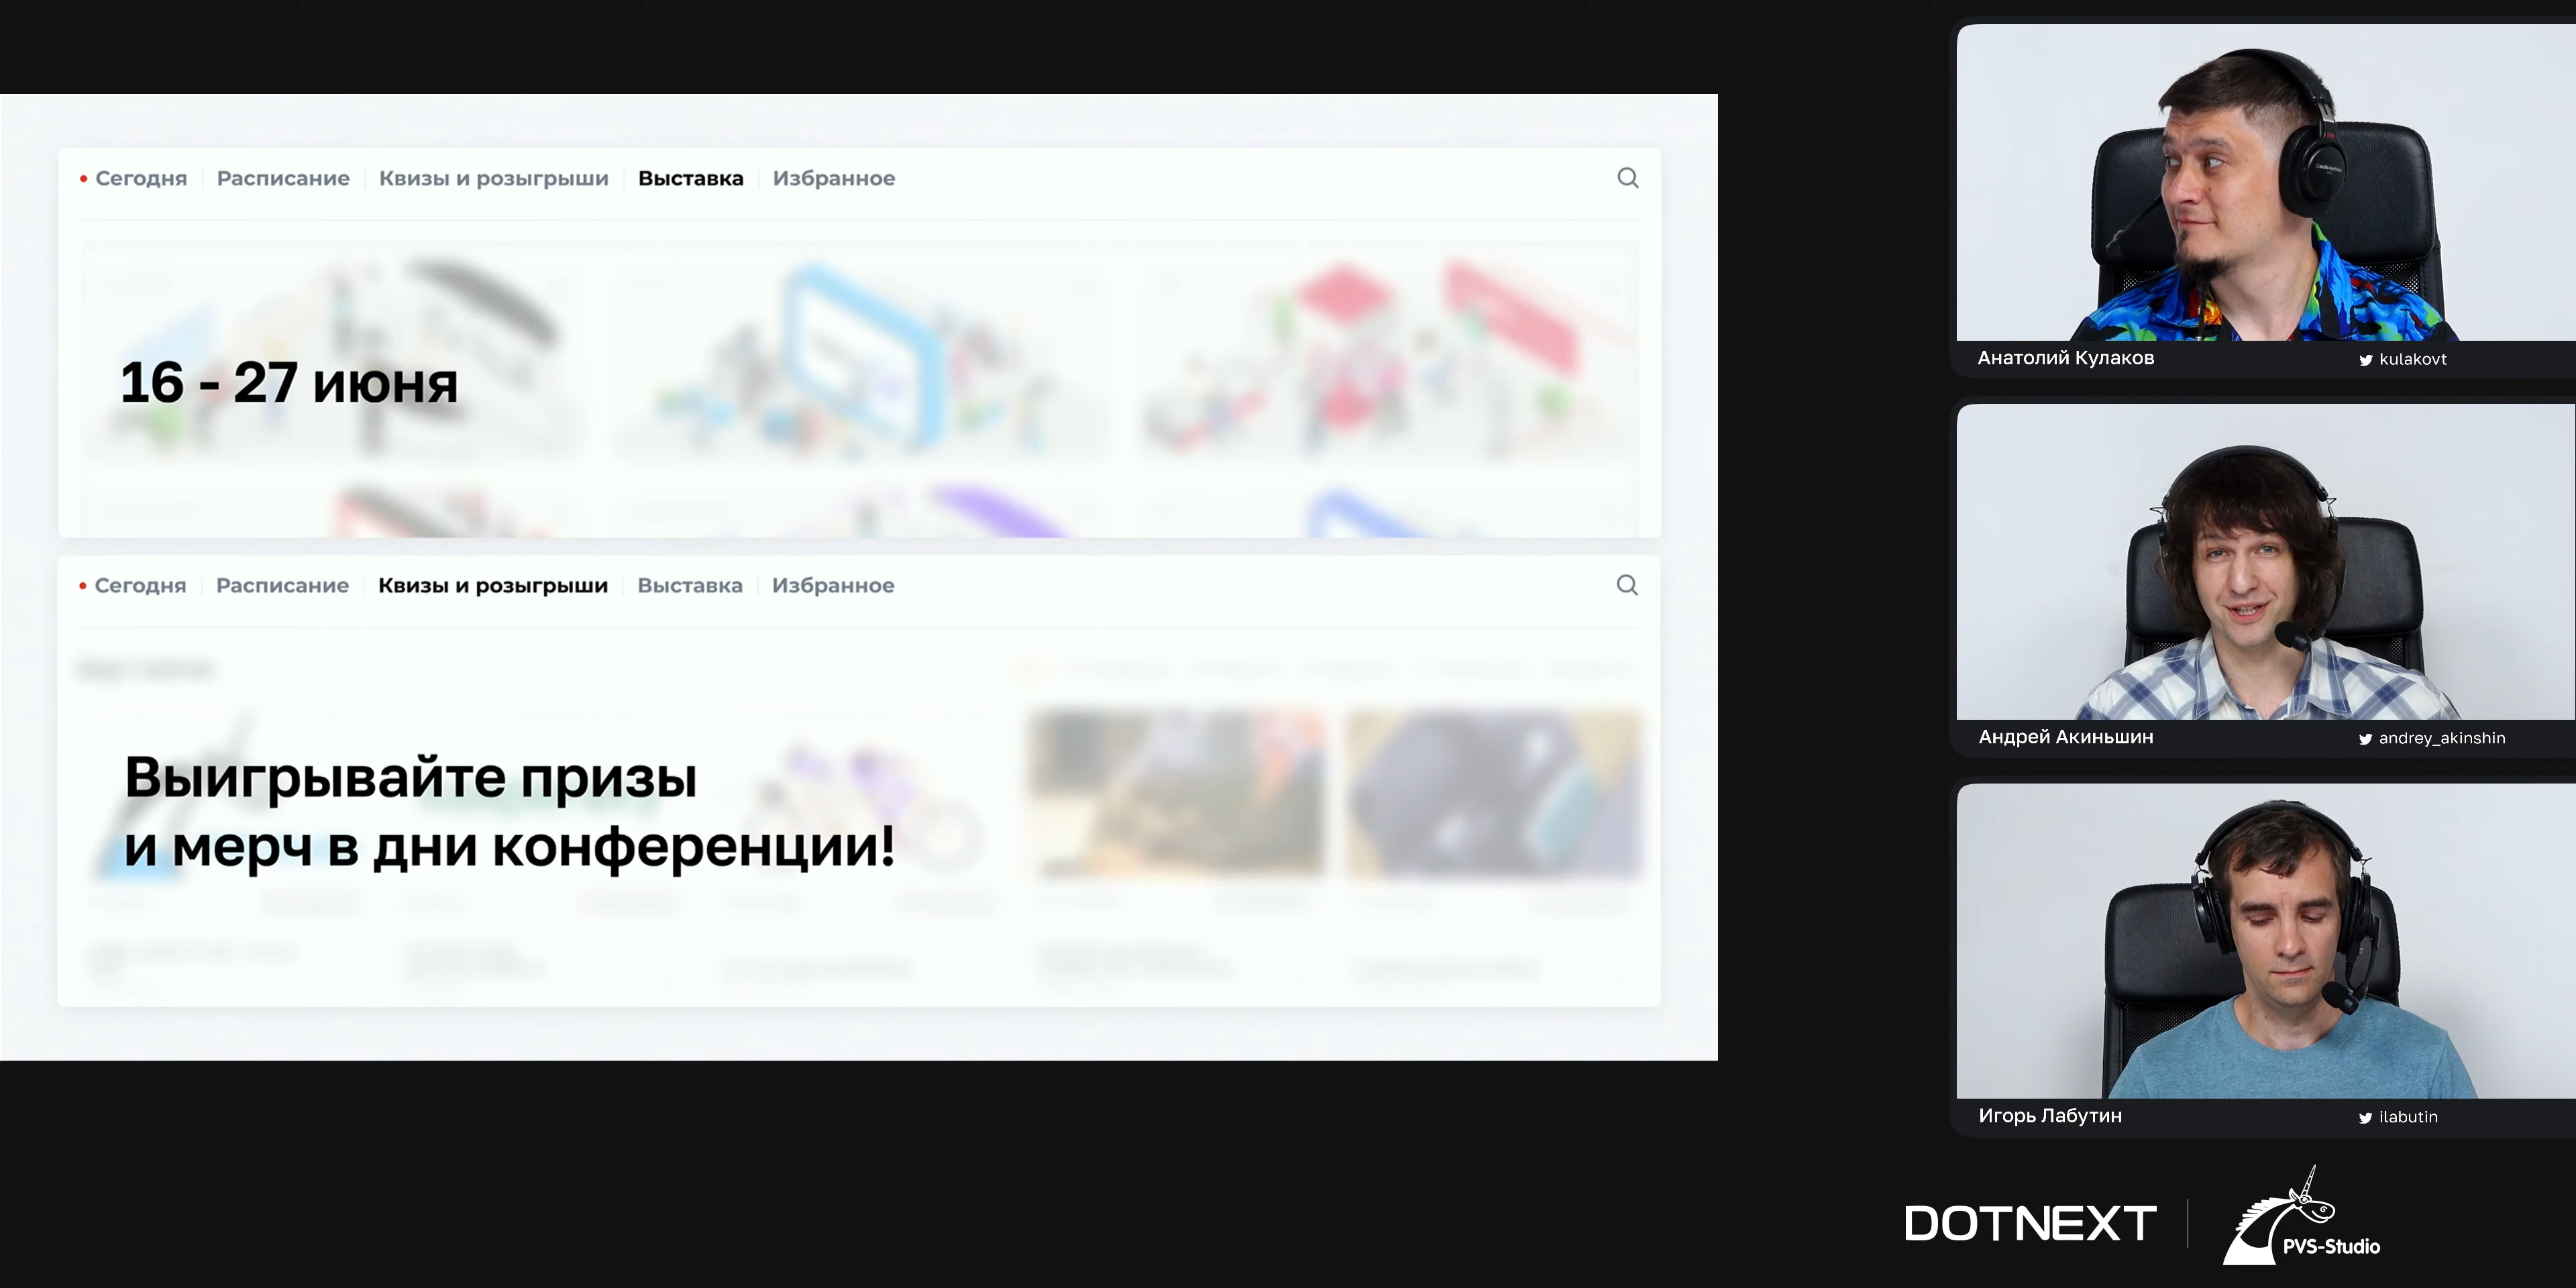 Сегодня Расписание Квизы и розыгрыши Выставка Избранное
16 - 27 июня
Сегодня Расписание Квизы и розыгрыши Выставка Избранное
Выигрывайте призы
и мерч в дни конференции!
Анатолий Кулаков kulakovt
Андрей Акиньшин andrey_akinshin
Игорь Лабутин ilabutin
DOTNEXT
PVS-Studio